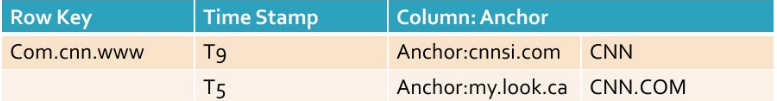 Row Key Time Stamp Column: Anchor
Com.cnn.www T9 Anchor:cnnsi.com CNN
T5 Anchor:my.look.ca CNN.COM